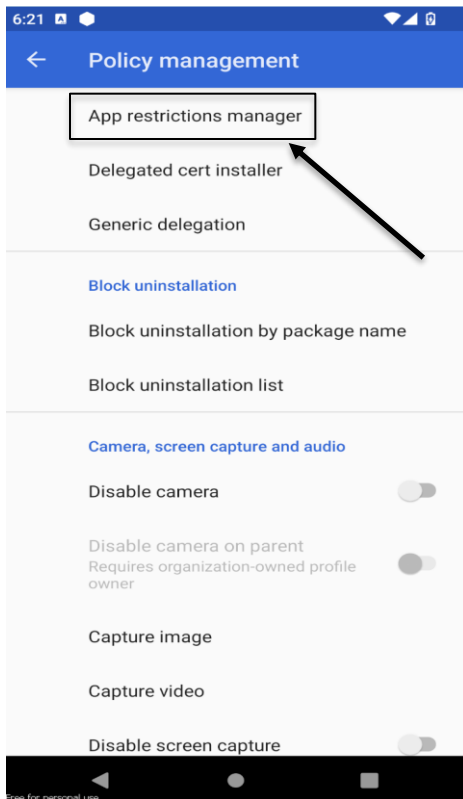 6:21
Policy management
App restrictions manager
Delegated cert installer
Generic delegation
Block uninstallation
Block uninstallation by package name
Block uninstallation list
Camera, screen capture and audio
Disable camera
Disable camera on parent
Requires organization-owned profile
owner
Capture image
Capture video
Disable screen capture
Free for personal use